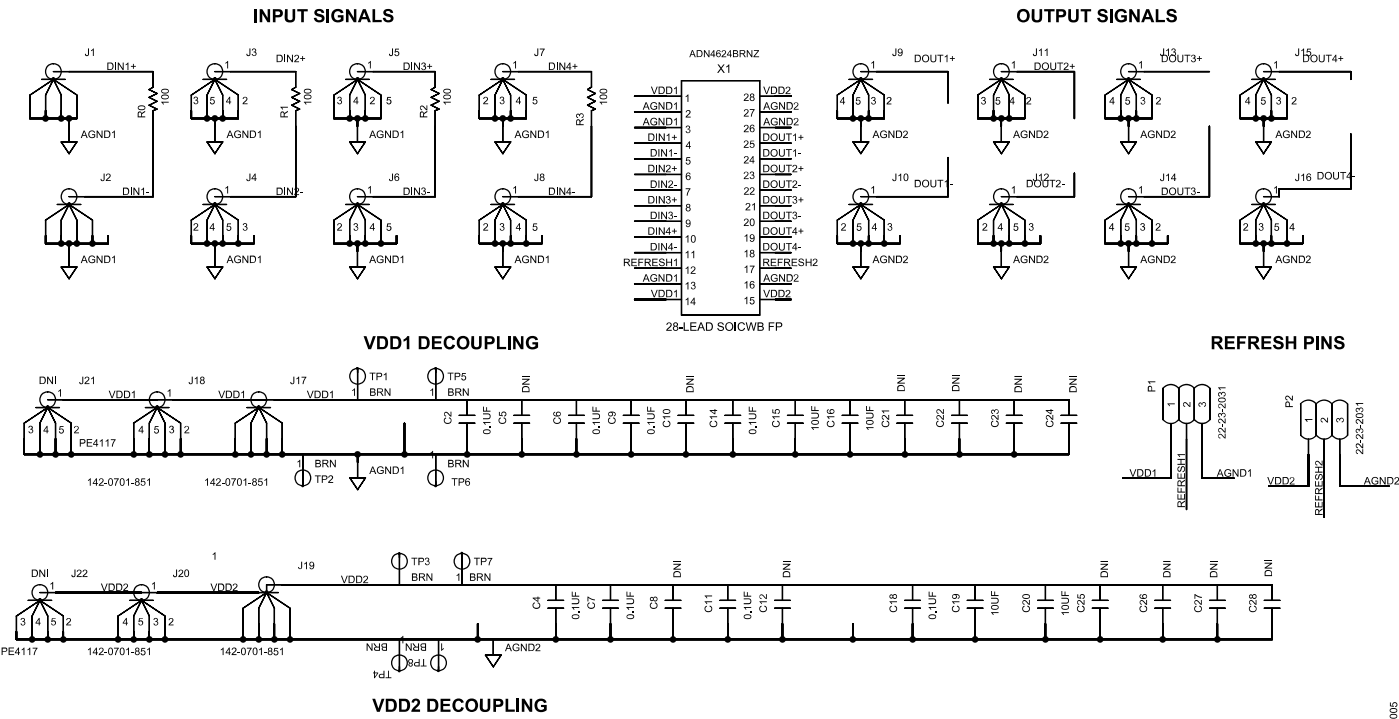 INPUT SIGNALS
OUTPUT SIGNALS
J1 DIN1+ R0 100
3 4 5 2
AGND1
J2 1 DIN1-
2 4 5 3
AGND1
J3 1 DIN2+ R1 100
3 5 4 2
AGND1
J4 1 DIN2-
2 4 5 3
AGND1
J5 1 DIN3+ R2 100
3 4 2 5
AGND1
J6 1 DIN3-
2 3 4 5
AGND1
J7 1 DIN4+ R3 100
2 3 4 5
AGND1
J8 1 DIN4-
2 3 4 5
AGND1
ADN4624BRNZ
X1
VDD1 1 28 VDD2
AGND1 2 27 AGND2
AGND1 3 26 AGND2
DIN1+ 4 25 DOUT1+
DIN1- 5 24 DOUT1-
DIN2+ 6 23 DOUT2+
DIN2- 7 22 DOUT2-
DIN3+ 8 21 DOUT3+
DIN3- 9 20 DOUT3-
DIN4+ 10 19 DOUT4+
DIN4- 11 18 DOUT4-
REFRESH1 12 17 REFRESH2
AGND1 13 16 AGND2
VDD1 14 15 VDD2
28-LEAD SOICWB FP
J9 1 DOUT1+
4 5 3 2
AGND2
J10 1 DOUT1-
2 5 4 3
AGND2
J11 1 DOUT2+
3 5 4 2
AGND2
J12 1 DOUT2-
2 4 5 3
AGND2
J13 1 DOUT3+
4 5 3 2
AGND2
J14 1 DOUT3-
4 5 3 2
AGND2
J15 1 DOUT4+
4 5 3 2
AGND2
J16 1 DOUT4-
2 3 5 4
AGND2
VDD1 DECOUPLING
REFRESH PINS
DNI J21 1 VDD1 J18 1 VDD1 J17 1 VDD1
3 4 5 2
PE4117
4 5 3 2
142-0701-851
142-0701-851
1 TP1 BRN
1 TP5 BRN
1 BRN TP2
AGND1
1 BRN TP6
C2 0.1UF
C5 DNI
C6 0.1UF
C9 0.1UF
C10 DNI
C14 0.1UF
C15 10UF
C16 10UF
C21 DNI
C22 DNI
C23 DNI
C24 DNI
P1
1 2 3
22-23-2031
VDD1 REFRESH1 AGND1
P2
1 2 3
22-23-2031
VDD2 REFRESH2 AGND2
1
DNI J22 1 VDD2 J20 1 VDD2 J19 VDD2
3 4 5 2
PE4117
4 5 3 2
142-0701-851
142-0701-851
TP3 BRN
1 TP7 BRN
BRN TP4
1 BRN TP8
AGND2
C4 0.1UF
C7 0.1UF
C8 DNI
C11 0.1UF
C12 DNI
C18 0.1UF
C19 10UF
C20 10UF
C25 DNI
C26 DNI
C27 DNI
C28 DNI
VDD2 DECOUPLING
005